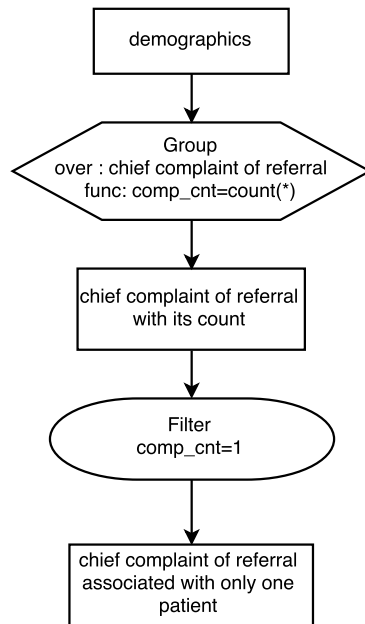 demographics
Group
over : chief complaint of referral
func: comp_cnt=count(*)
chief complaint of referral
with its count
Filter
comp_cnt=1
chief complaint of referral
associated with only one
patient